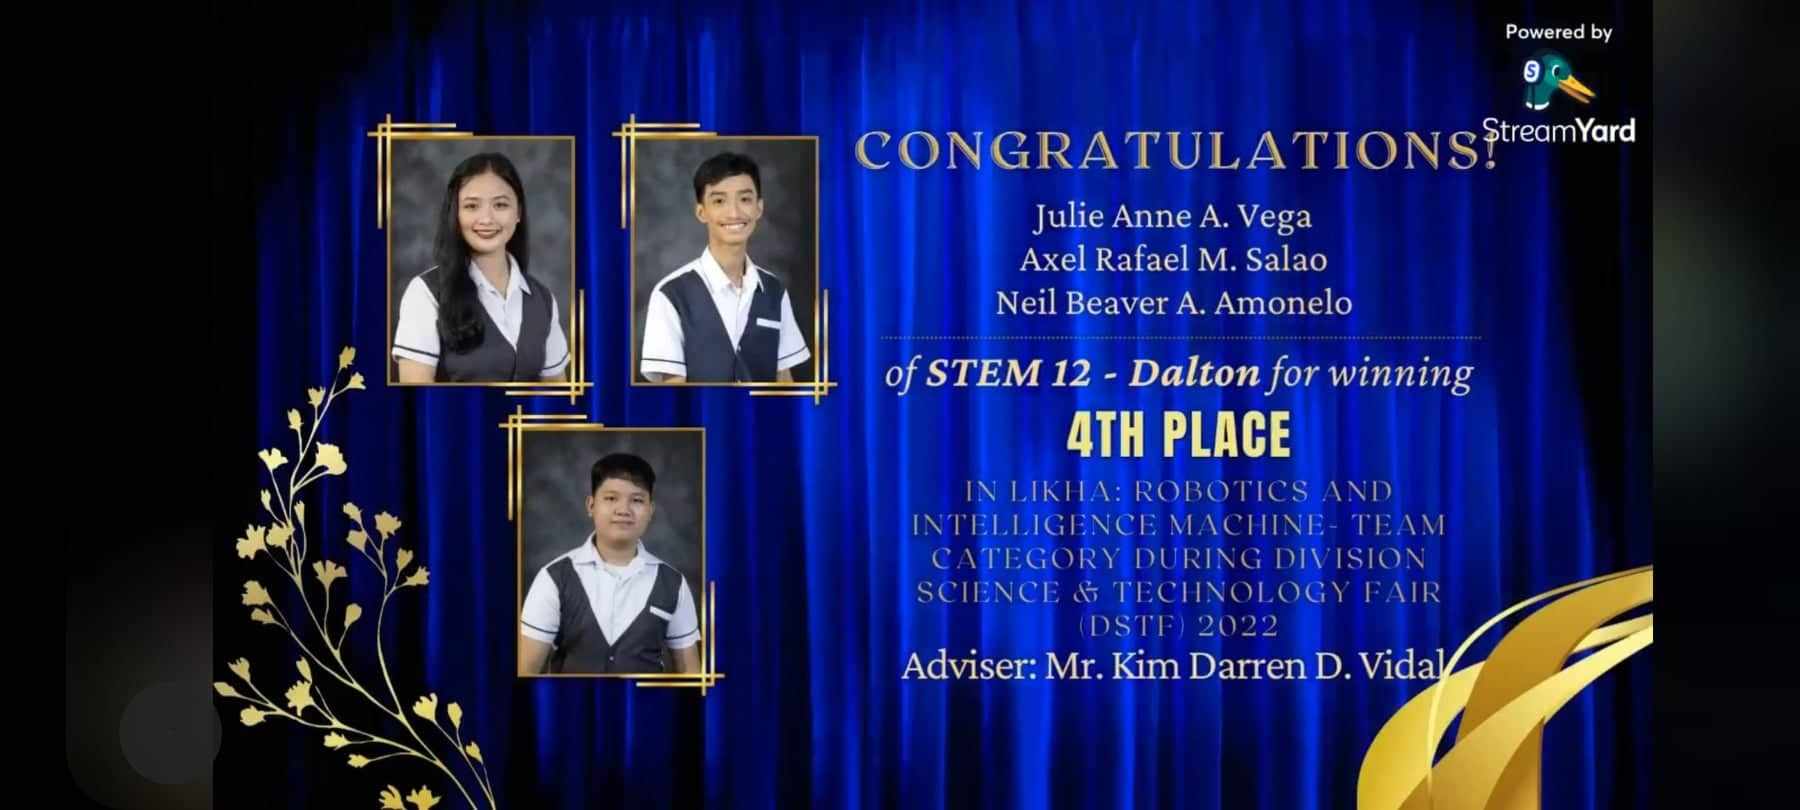 Powered by
StreamYard
CONGRATULATIONS!
Julie Anne A. Vega
Axel Rafael M. Salao
Neil Beaver A. Amonelo
of STEM 12 - Dalton for winning
4TH PLACE
IN LIKHA: ROBOTICS AND
INTELLIGENCE MACHINE- TEAM
CATEGORY DURING DIVISION
SCIENCE & TECHNOLOGY FAIR
(DSTF) 2022
Adviser: Mr. Kim Darren D. Vidal